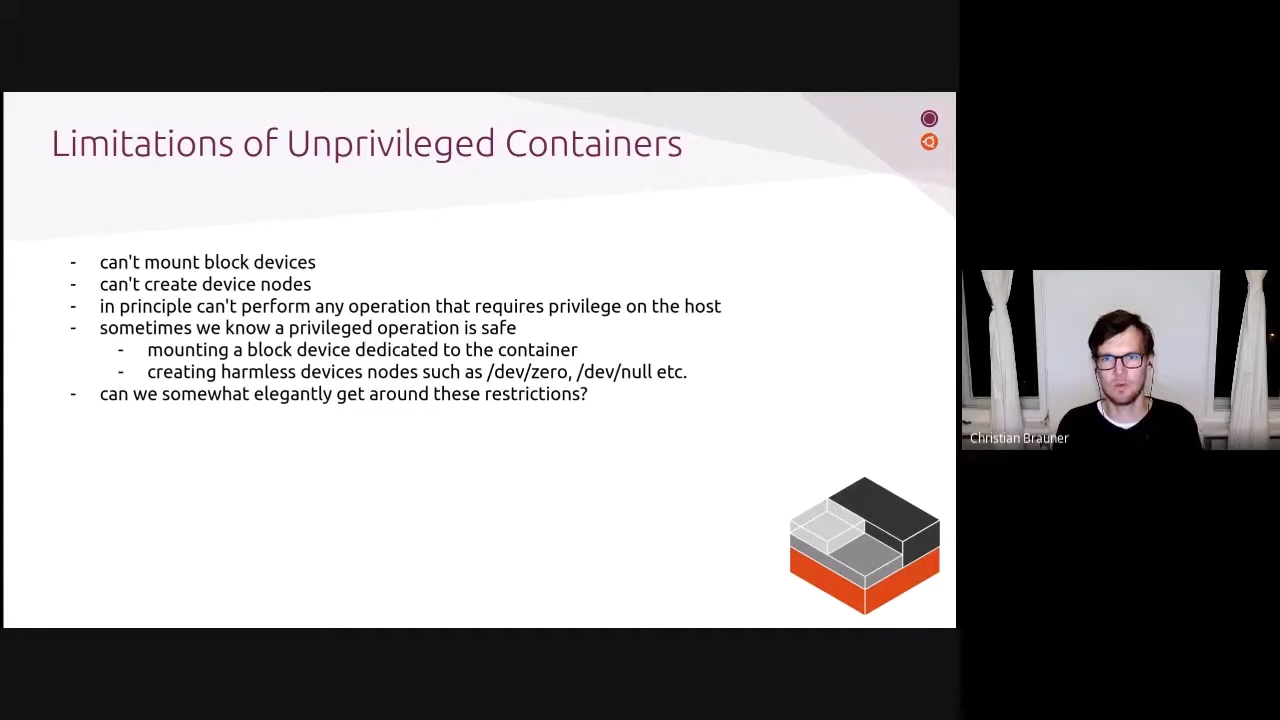 Limitations of Unprivileged Containers
- can't mount block devices
- can't create device nodes
- in principle can't perform any operation that requires privilege on the host
- sometimes we know a privileged operation is safe
- mounting a block device dedicated to the container
- creating harmless devices nodes such as /dev/zero, /dev/null etc.
- can we somewhat elegantly get around these restrictions?
Christian Brauner